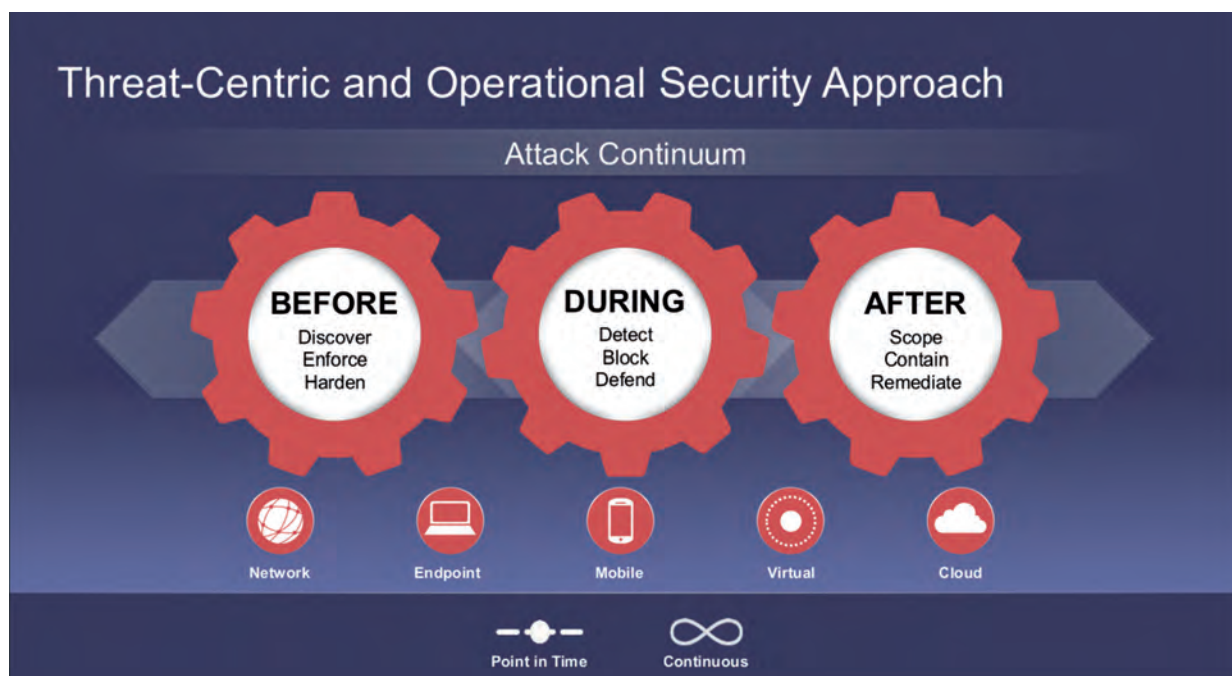 Threat-Centric and Operational Security Approach
Attack Continuum
BEFORE
Discover
Enforce
Harden
DURING
Detect
Block
Defend
AFTER
Scope
Contain
Remediate
Network
Endpoint
Mobile
Virtual
Cloud
Point in Time
Continuous